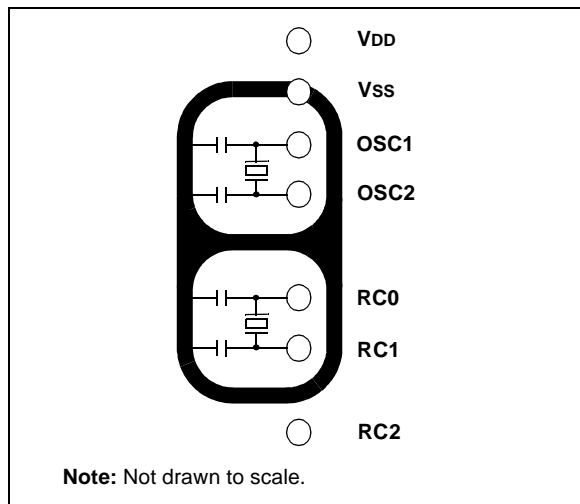 VDD
VSS
OSC1
OSC2
RC0
RC1
RC2
Note: Not drawn to scale.